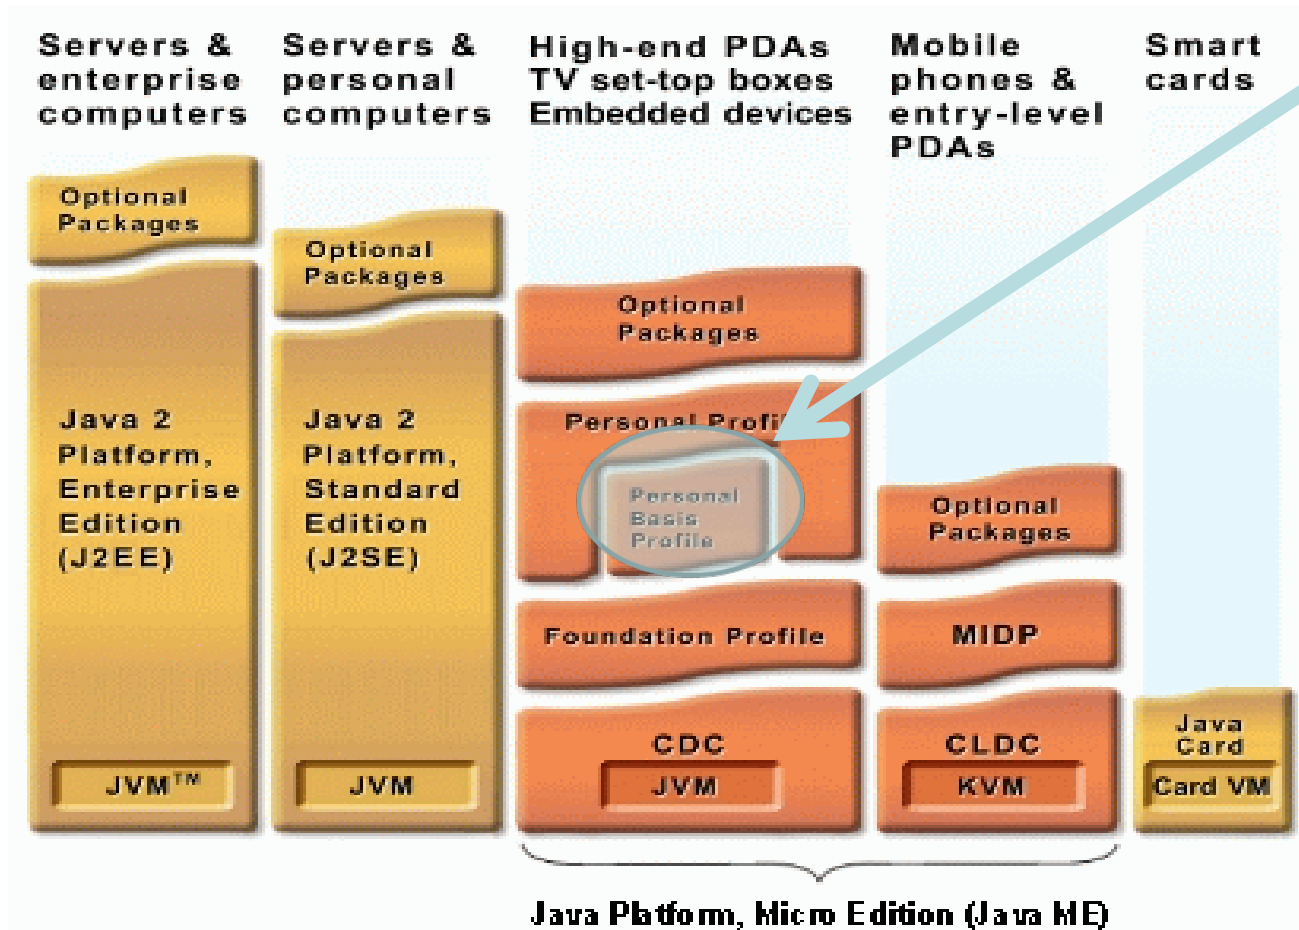 Servers &
enterprise
computers
Servers &
personal
computers
High-end PDAs
TV set-top boxes
Embedded devices
Mobile
phones &
entry-level
PDAs
Smart
cards
Optional
Packages
Java 2
Platform,
Enterprise
Edition
(J2EE)
JVM™
Optional
Packages
Java 2
Platform,
Standard
Edition
(J2SE)
JVM
Optional
Packages
Personal Profil
Personal
Basis
Profile
Foundation Profile
CDC
JVM
Optional
Packages
MIDP
CLDC
KVM
Java
Card
Card VM
Java Platform, Micro Edition (Java ME)